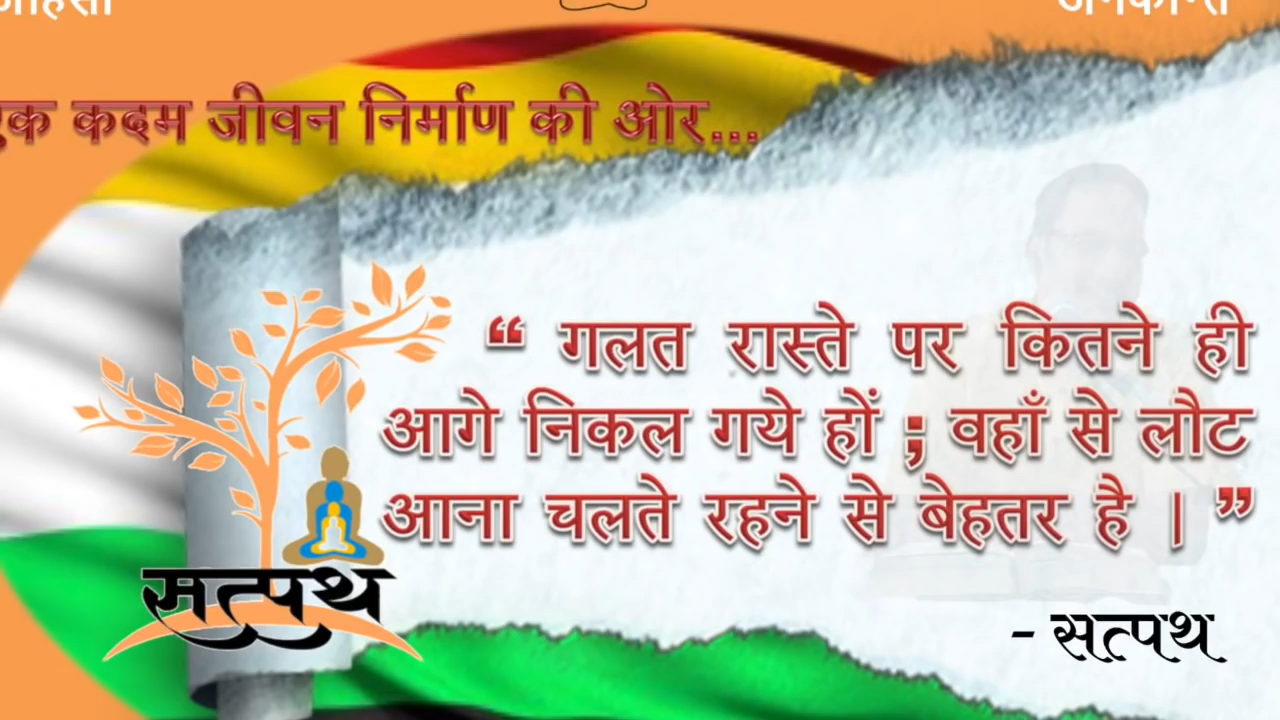 एक कदम जीवन निर्माण की ओर...
“ गलत रास्ते पर कितने ही
आगे निकल गये हों ; वहाँ से लौट
आना चलते रहने से बेहतर है । ”
सत्पथ
- सत्पथ